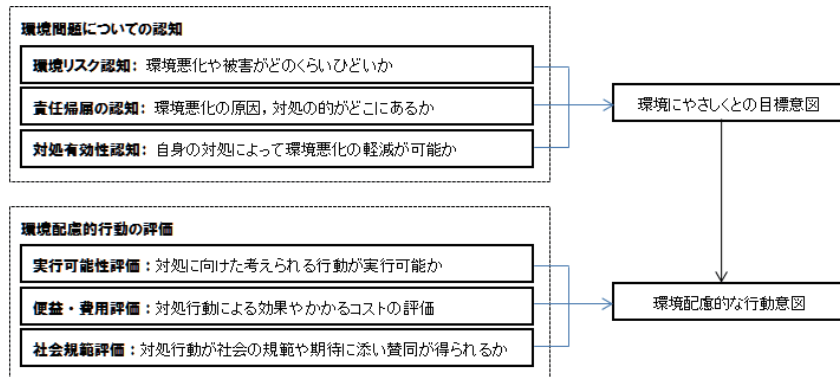 環境問題についての認知
環境リスク認知: 環境悪化や被害がどのくらいひどいか
責任帰属の認知: 環境悪化の原因, 対処の的がどこにあるか
対処有効性認知: 自身の対処によって環境悪化の軽減が可能か
環境にやさしくとの目標意図
環境配慮的行動の評価
実行可能性評価: 対処に向けた考えられる行動が実行可能か
便益・費用評価: 対処行動による効果やかかるコストの評価
社会規範評価: 対処行動が社会の規範や期待に添い賛同が得られるか
環境配慮的な行動意図